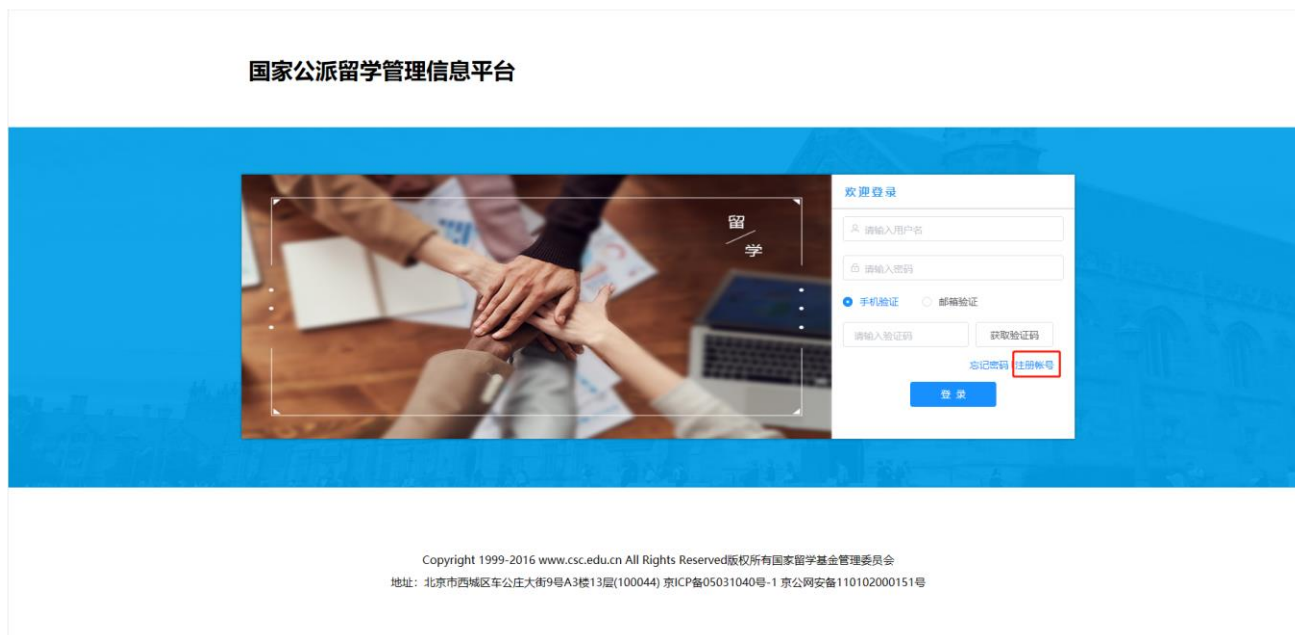 国家公派留学管理信息平台
留
学
欢迎登录
请输入用户名
请输入密码
手机验证 邮箱验证
请输入验证码 获取验证码
忘记密码 注册帐号
登 录
Copyright 1999-2016 www.csc.edu.cn All Rights Reserved版权所有国家留学基金管理委员会
地址：北京市西城区车公庄大街9号A3楼13层(100044) 京ICP备05031040号-1 京公网安备110102000151号